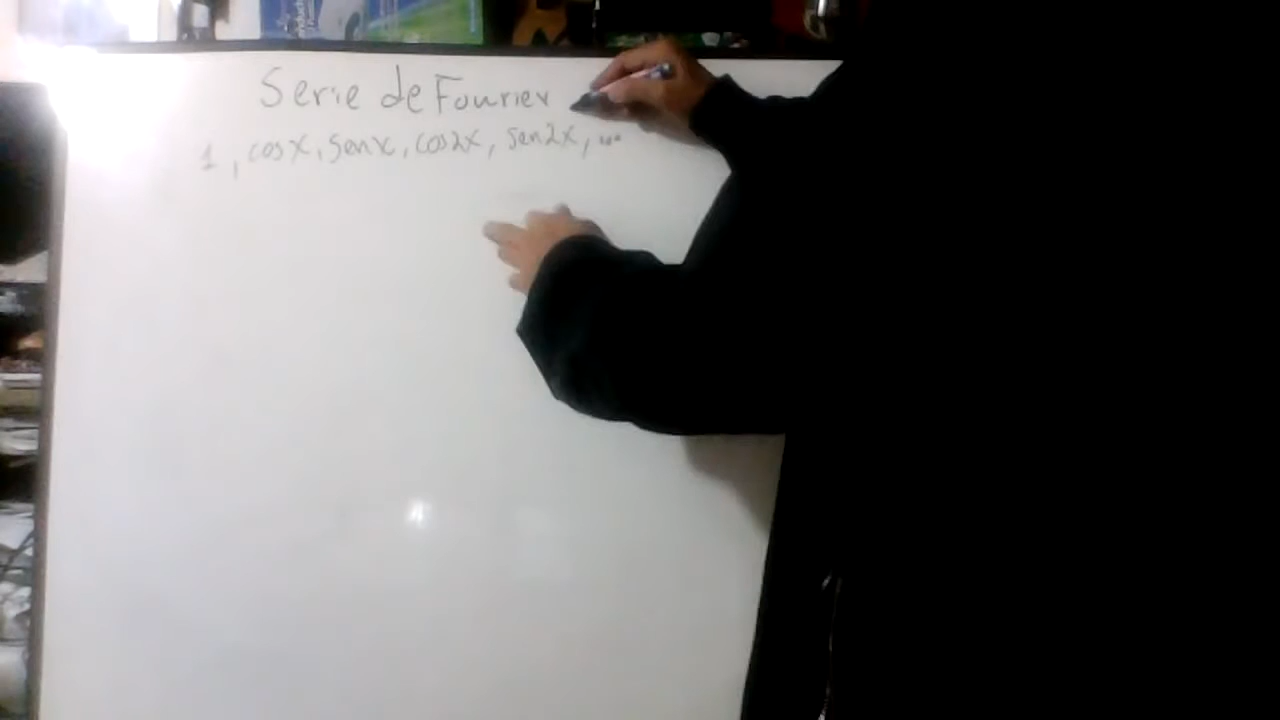 Serie de Fourier
1, cosx, senx, cos2x, sen2x, ...